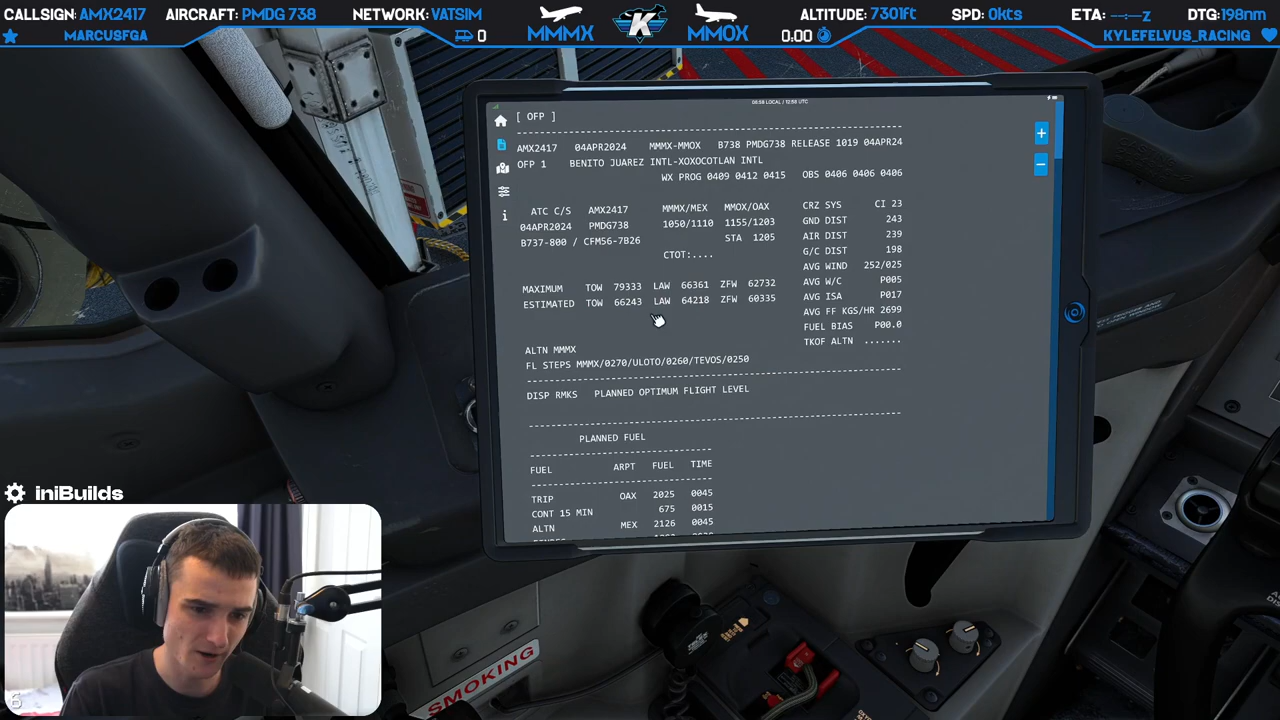 CALLSIGN: AMX2417 AIRCRAFT: PMDG 738 NETWORK: VATSIM MMMX K MMOX ALTITUDE: 7301ft SPD: 0kts ETA: --:--z DTG: 198nm
MARCUSFGA 0 0.00 KYLEFELVUS_RACING
06:58 LOCAL / 12:58 UTC
[ OFP ]
AMX2417 04APR2024 MMMX-MMOX B738 PMDG738 RELEASE 1019 04APR24
OFP 1 BENITO JUAREZ INTL-XOXOCOTLAN INTL
WX PROG 0409 0412 0415 OBS 0406 0406 0406
ATC C/S AMX2417 MMMX/MEX MMOX/OAX CRZ SYS CI 23
04APR2024 PMDG738 1050/1110 1155/1203 GND DIST 243
B737-800 / CFM56-7B26 STA 1205 AIR DIST 239
CTOT:.... G/C DIST 198
AVG WIND 252/025
MAXIMUM TOW 79333 LAW 66361 ZFW 62732 AVG W/C P005
ESTIMATED TOW 66243 LAW 64218 ZFW 60335 AVG ISA P017
AVG FF KGS/HR 2699
FUEL BIAS P00.0
ALTN MMMX TKOF ALTN .......
FL STEPS MMMX/0270/ULOTO/0260/TEVOS/0250
DISP RMKS PLANNED OPTIMUM FLIGHT LEVEL
PLANNED FUEL
FUEL ARPT FUEL TIME
TRIP OAX 2025 0045
CONT 15 MIN 675 0015
ALTN MEX 2126 0045
iniBuilds
SMOKING